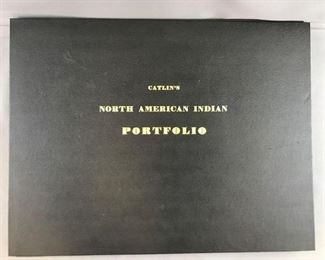 CATLIN'S
NORTH AMERICAN INDIAN
PORTFOLIO